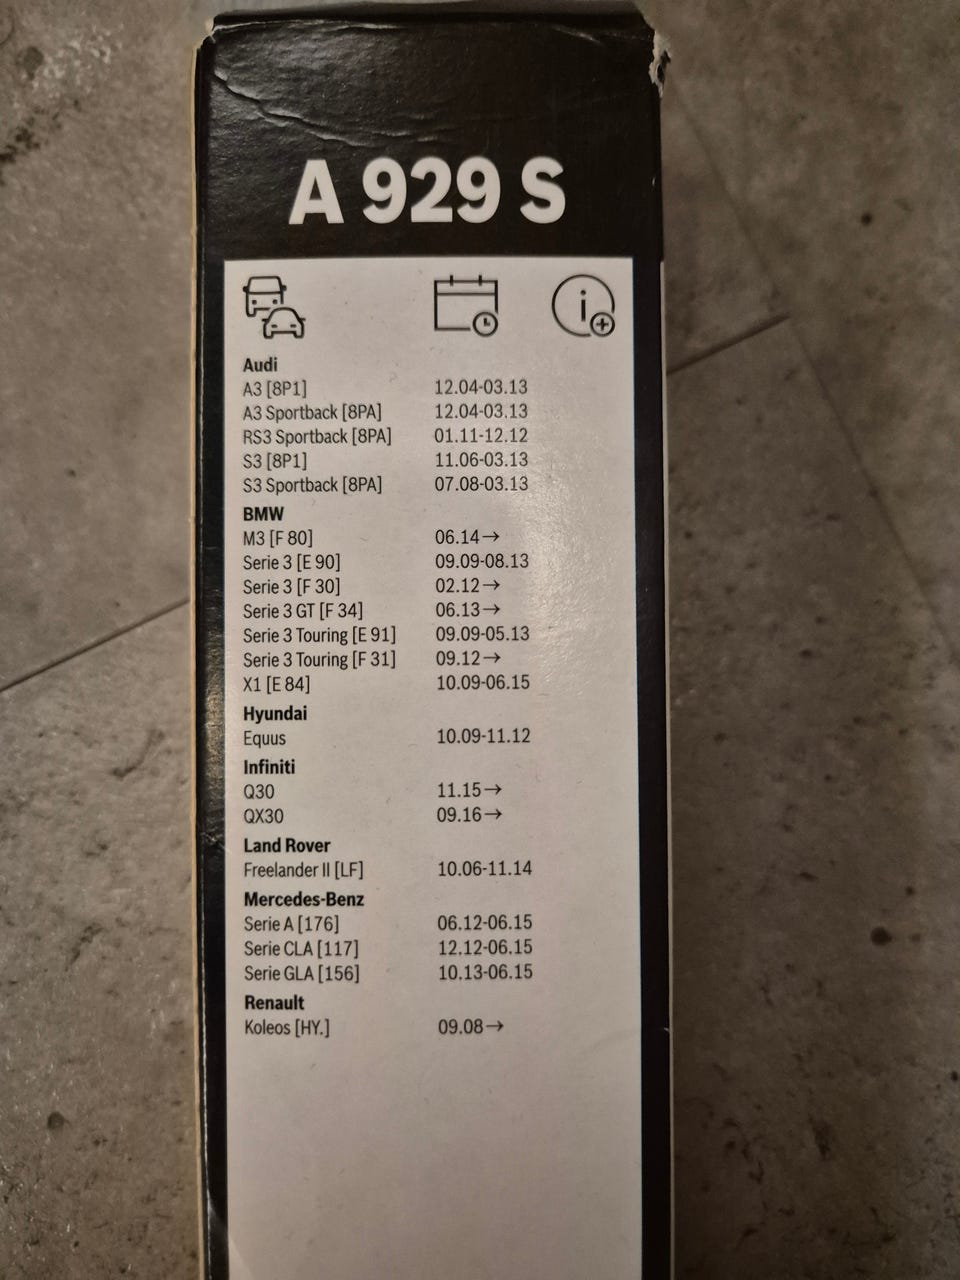 A 929 S
Audi
A3 [8P1] 12.04-03.13
A3 Sportback [8PA] 12.04-03.13
RS3 Sportback [8PA] 01.11-12.12
S3 [8P1] 11.06-03.13
S3 Sportback [8PA] 07.08-03.13
BMW
M3 [F 80] 06.14→
Serie 3 [E 90] 09.09-08.13
Serie 3 [F 30] 02.12→
Serie 3 GT [F 34] 06.13→
Serie 3 Touring [E 91] 09.09-05.13
Serie 3 Touring [F 31] 09.12→
X1 [E 84] 10.09-06.15
Hyundai
Equus 10.09-11.12
Infiniti
Q30 11.15→
QX30 09.16→
Land Rover
Freelander II [LF] 10.06-11.14
Mercedes-Benz
Serie A [176] 06.12-06.15
Serie CLA [117] 12.12-06.15
Serie GLA [156] 10.13-06.15
Renault
Koleos [HY.] 09.08→